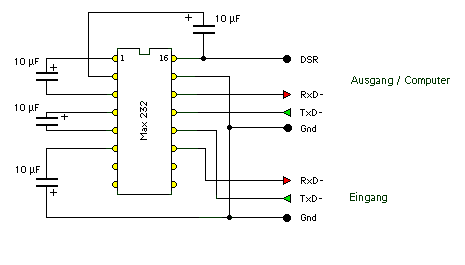 10 µF
10 µF
1
16
DSR
Ausgang / Computer
RxD-
10 µF
TxD-
Max 232
Gnd
10 µF
RxD-
TxD-
Eingang
Gnd